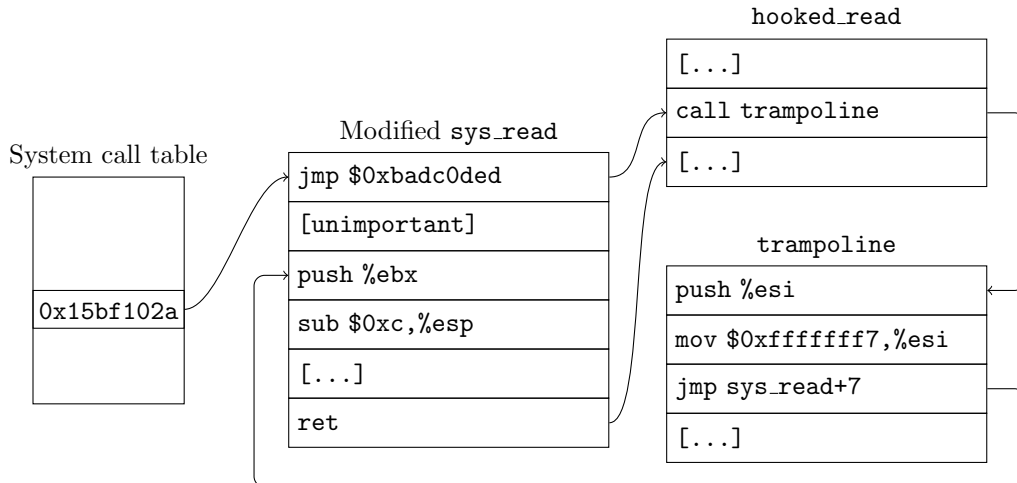 System call table
0x15bf102a
Modified sys_read
jmp $0xbadc0ded
[unimportant]
push %ebx
sub $0xc,%esp
[...]
ret
hooked_read
[...]
call trampoline
[...]
trampoline
push %esi
mov $0xfffffff7,%esi
jmp sys_read+7
[...]